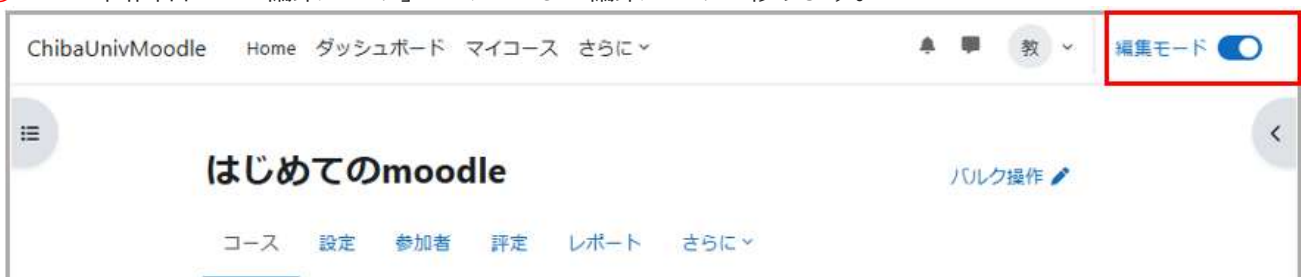 ChibaUnivMoodle Home ダッシュボード マイコース さらに 教 編集モード
はじめてのmoodle バルク操作
コース 設定 参加者 評定 レポート さらに